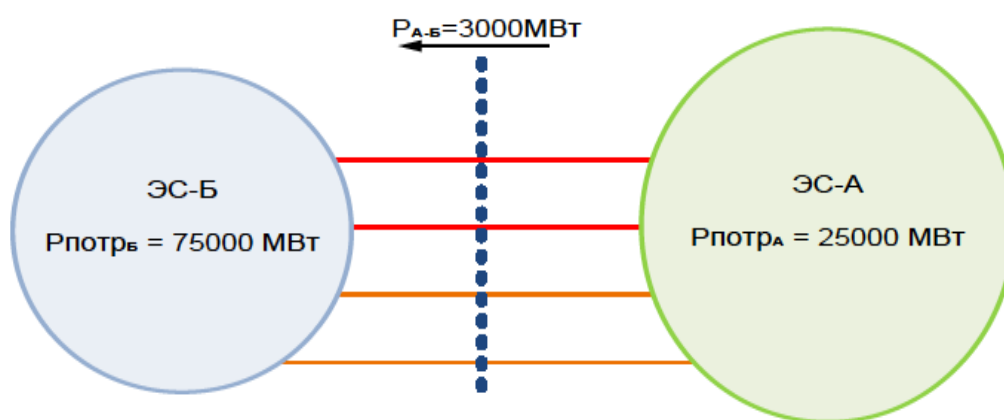 PА-Б=3000МВт
ЭС-Б
PпотрБ = 75000 МВт
ЭС-А
PпотрА = 25000 МВт